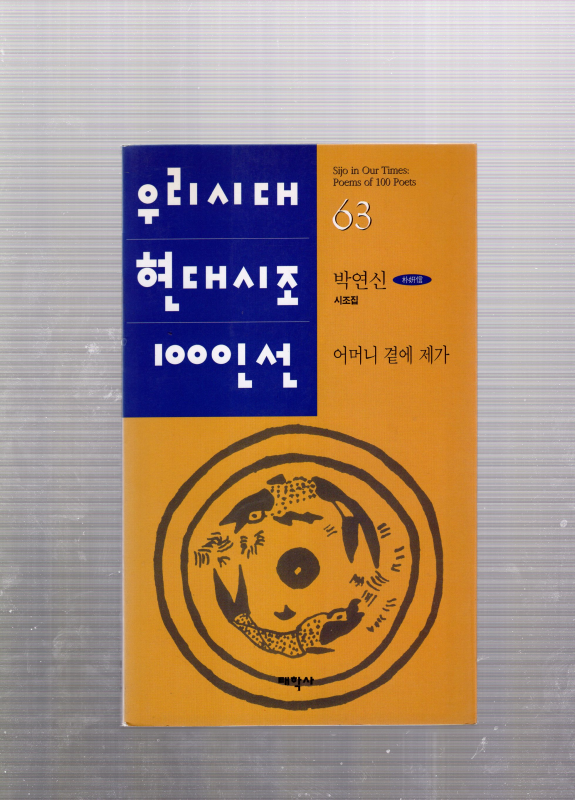 우리시대
현대시조
100인선
Sijo in Our Times:
Poems of 100 Poets
63
박연신 朴姸信
시조집
어머니 곁에 제가
태학사